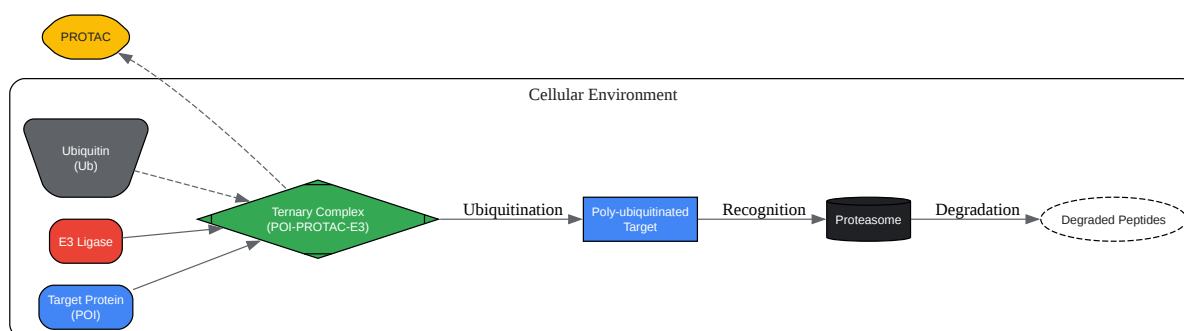 PROTAC
Cellular Environment
Ubiquitin
(Ub)
Ternary Complex
(POI-PROTAC-E3)
Ubiquitination
Poly-ubiquitinated
Target
Recognition
Proteasome
Degradation
Degraded Peptides
E3 Ligase
Target Protein
(POI)